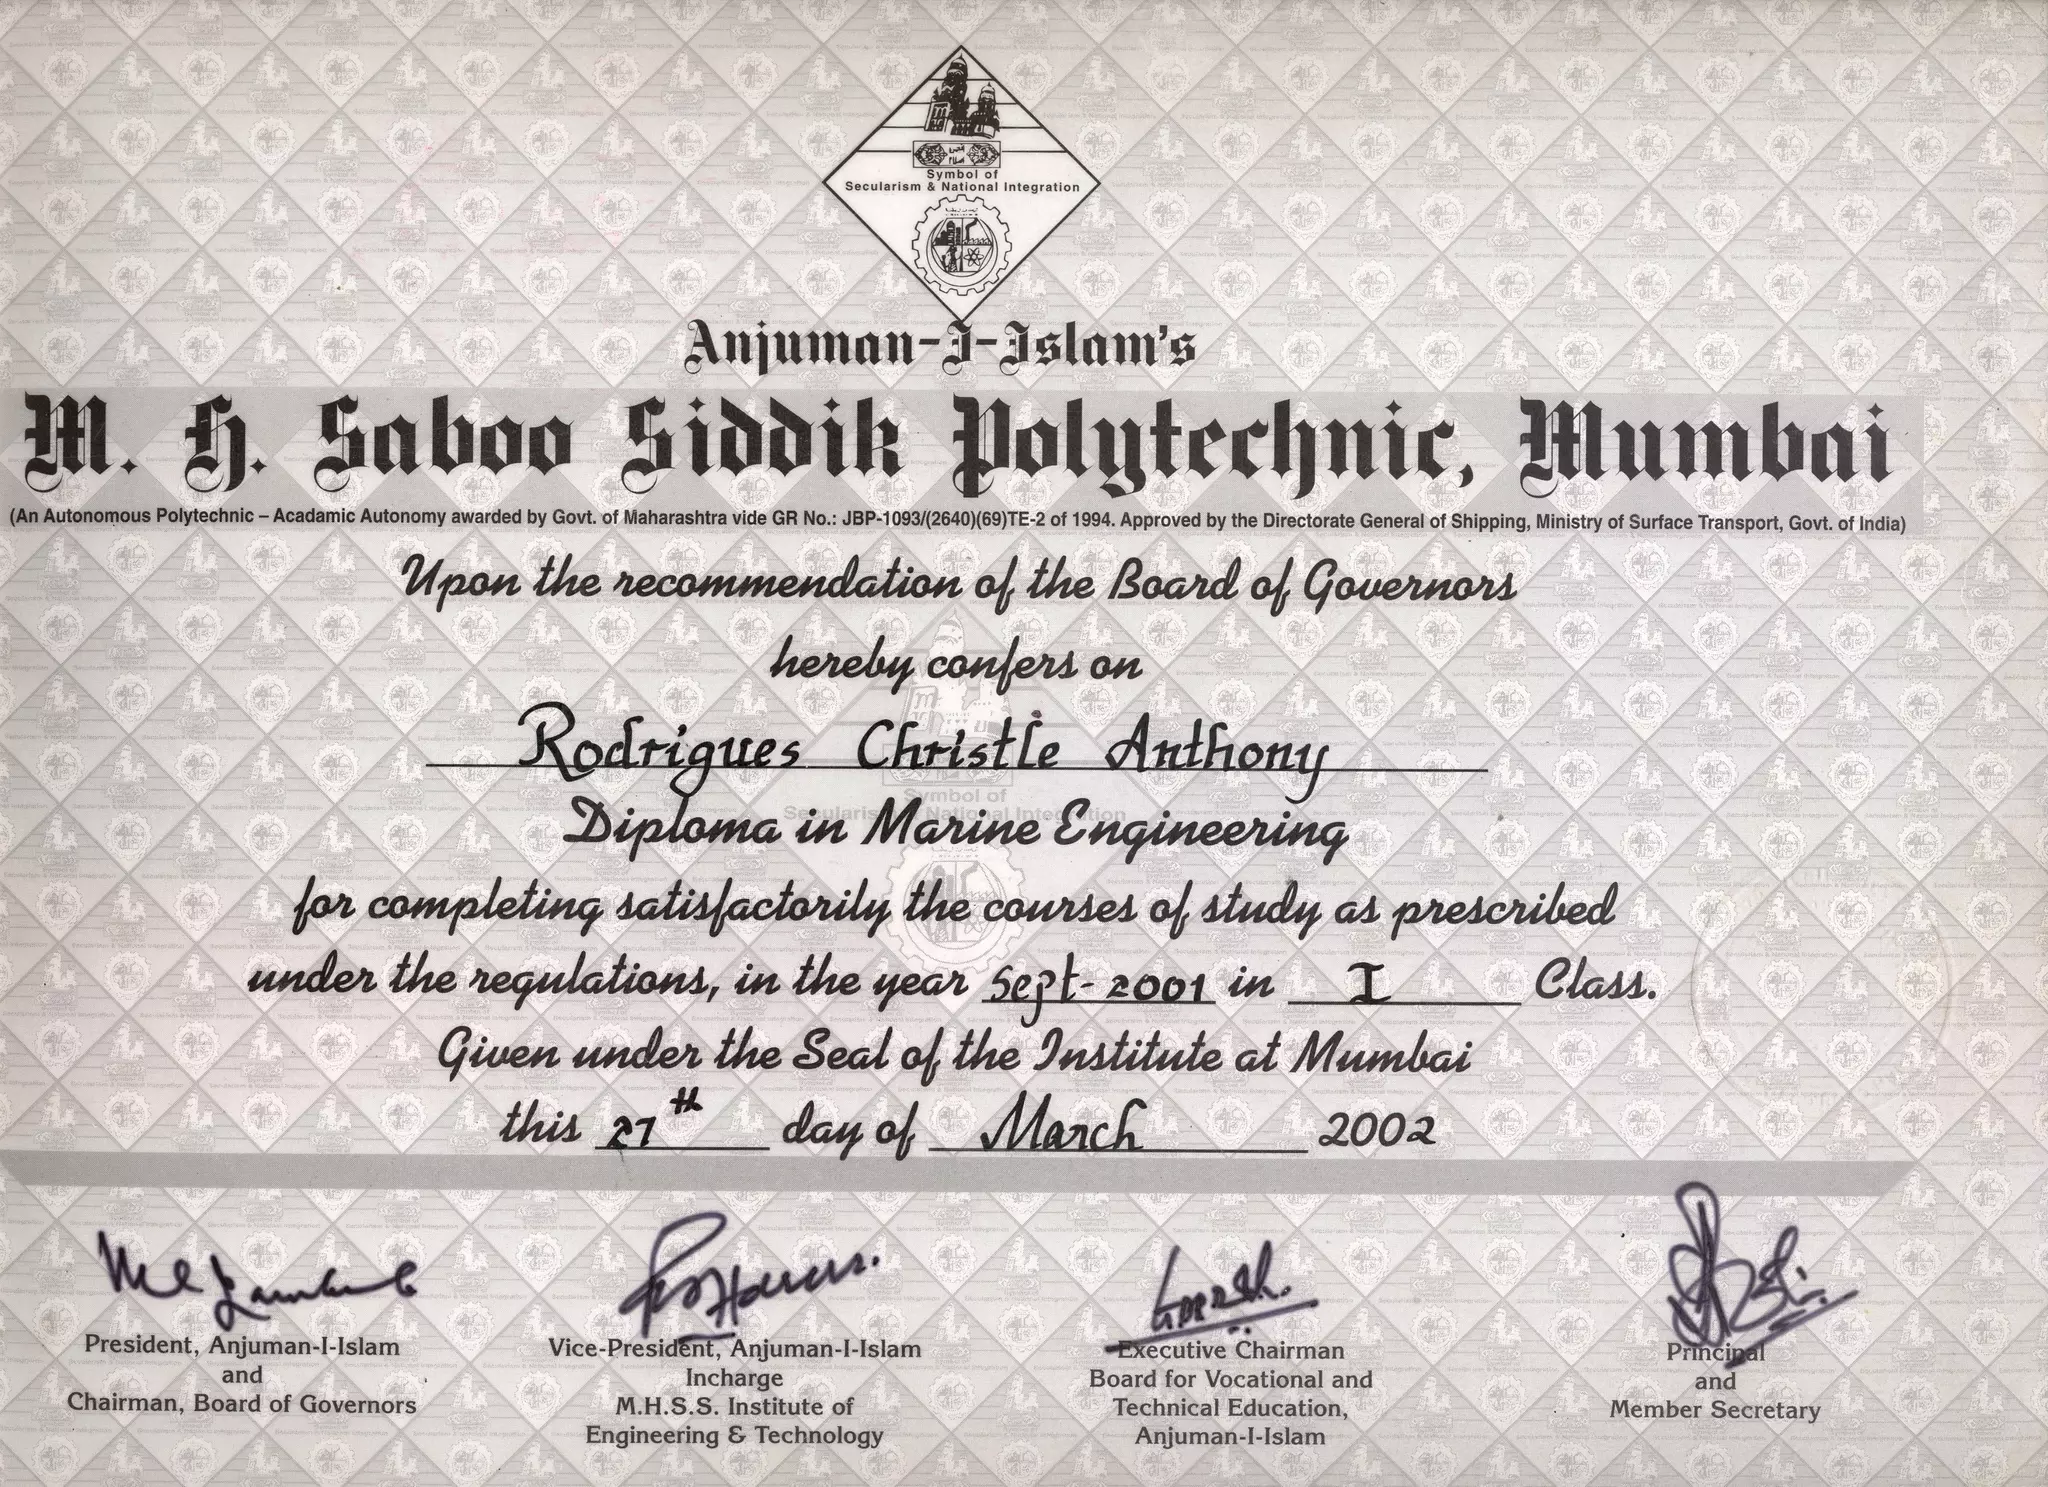 Symbol of
Secularism & National Integration
Anjuman-I-Islam's
M. H. Saboo Siddik Polytechnic, Mumbai
(An Autonomous Polytechnic – Acadamic Autonomy awarded by Govt. of Maharashtra vide GR No.: JBP-1093/(2640)(69)TE-2 of 1994. Approved by the Directorate General of Shipping, Ministry of Surface Transport, Govt. of India)
Upon the recommendation of the Board of Governors
hereby confers on
Rodrigues Christle Anthony
Symbol of
Secularism & National Integration
Diploma in Marine Engineering
for completing satisfactorily the courses of study as prescribed
under the regulations, in the year Sept-2001 in I Class.
Given under the Seal of the Institute at Mumbai
this 27th day of March 2002
President, Anjuman-I-Islam
and
Chairman, Board of Governors
Vice-President, Anjuman-I-Islam
Incharge
M.H.S.S. Institute of
Engineering & Technology
Executive Chairman
Board for Vocational and
Technical Education,
Anjuman-I-Islam
Principal
and
Member Secretary